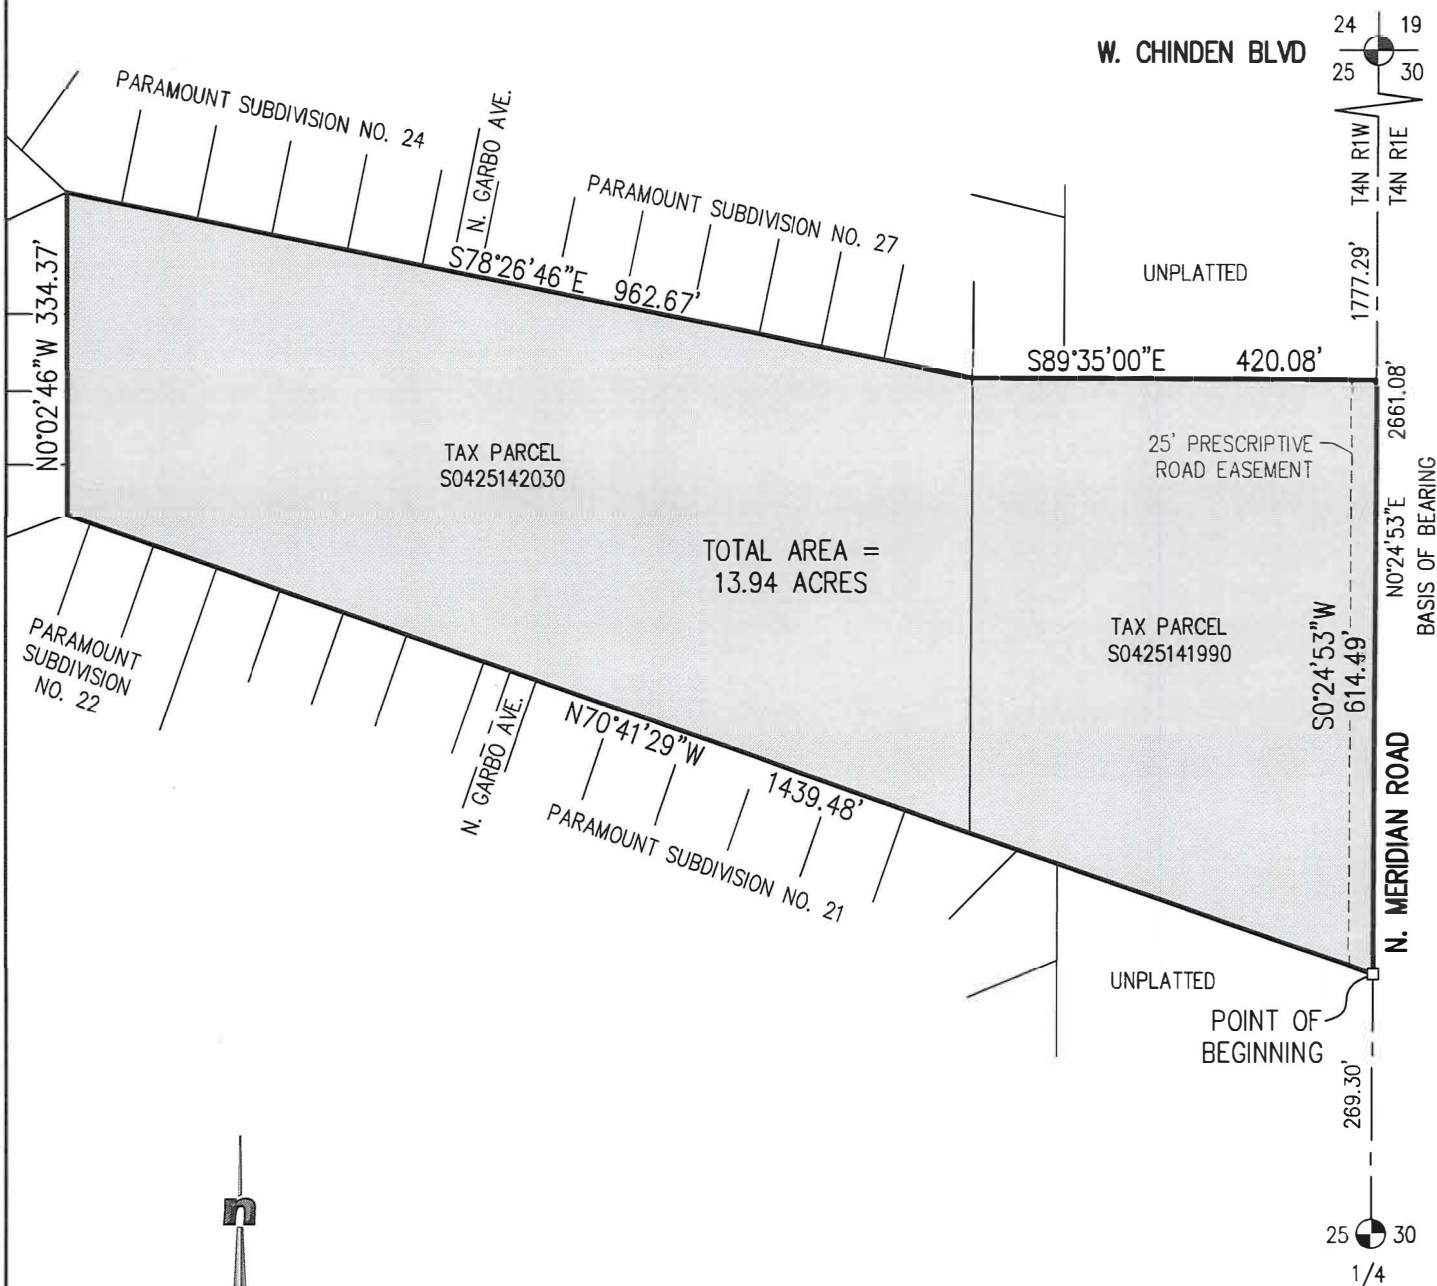 24 19
W. CHINDEN BLVD
25 30
T4N R1W
T4N R1E
PARAMOUNT SUBDIVISION NO. 24
N. GARBO AVE.
PARAMOUNT SUBDIVISION NO. 27
S78°26'46"E 962.67'
UNPLATTED
1777.29'
S89°35'00"E 420.08'
2661.08'
N0°02'46"W 334.37'
TAX PARCEL
S0425142030
25' PRESCRIPTIVE
ROAD EASEMENT
N0°24'53"E
BASIS OF BEARING
TOTAL AREA =
13.94 ACRES
TAX PARCEL
S0425141990
S0°24'53"W
614.49'
PARAMOUNT
SUBDIVISION
NO. 22
N. GARBO AVE.
N70°41'29"W 1439.48'
PARAMOUNT SUBDIVISION NO. 21
N. MERIDIAN ROAD
UNPLATTED
POINT OF
BEGINNING
269.30'
n
25 30
1/4